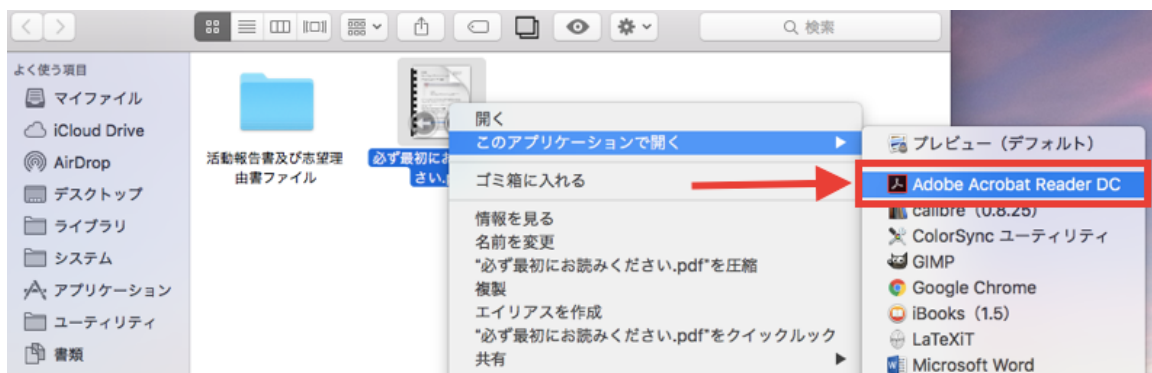 検索
よく使う項目
マイファイル
iCloud Drive
AirDrop
デスクトップ
ライブラリ
システム
アプリケーション
ユーティリティ
書類
活動報告書及び志望理
由書ファイル
必ず最初にお
さい
開く
このアプリケーションで開く
ゴミ箱に入れる
情報を見る
名前を変更
"必ず最初にお読みください.pdf"を圧縮
複製
エイリアスを作成
"必ず最初にお読みください.pdf"をクイックルック
共有
プレビュー（デフォルト）
Adobe Acrobat Reader DC
calibre（0.8.25）
ColorSync ユーティリティ
GIMP
Google Chrome
iBooks（1.5）
LaTeXiT
Microsoft Word